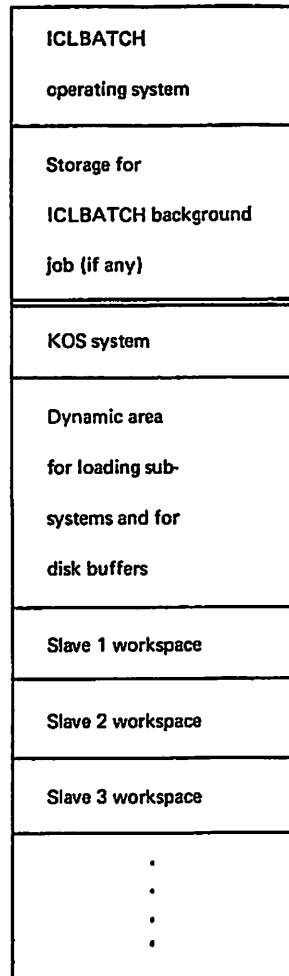 ICLBATCH
operating system
Storage for
ICLBATCH background
job (if any)
KOS system
Dynamic area
for loading sub-
systems and for
disk buffers
Slave 1 workspace
Slave 2 workspace
Slave 3 workspace